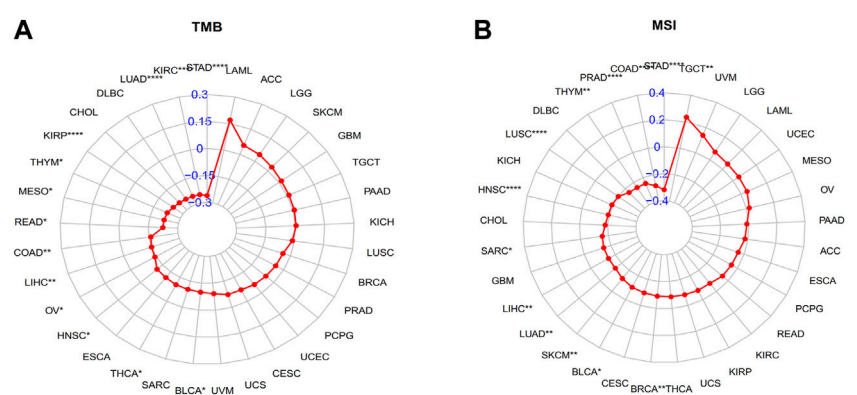 A
TMB
STAD****
LAML
ACC
LGG
SKCM
GBM
TGCT
PAAD
KICH
LUSC
BRCA
PRAD
PCPG
UCEC
CESC
UCS
UVM
BLCA*
SARC
THCA*
ESCA
HNSC*
OV*
LIHC**
COAD**
READ*
MESO*
THYM*
KIRP****
CHOL
DLBC
LUAD****
0.3
0.15
0
−0.15
−0.3
B
MSI
TGCT**
UVM
LGG
LAML
UCEC
MESO
OV
PAAD
ACC
ESCA
PCPG
READ
KIRC
KIRP
UCS
THCA
BRCA**
CESC
BLCA*
SKCM**
LUAD**
LIHC**
GBM
SARC*
CHOL
HNSC****
KICH
LUSC****
DLBC
THYM**
PRAD****
0.4
0.2
0
−0.2
−0.4